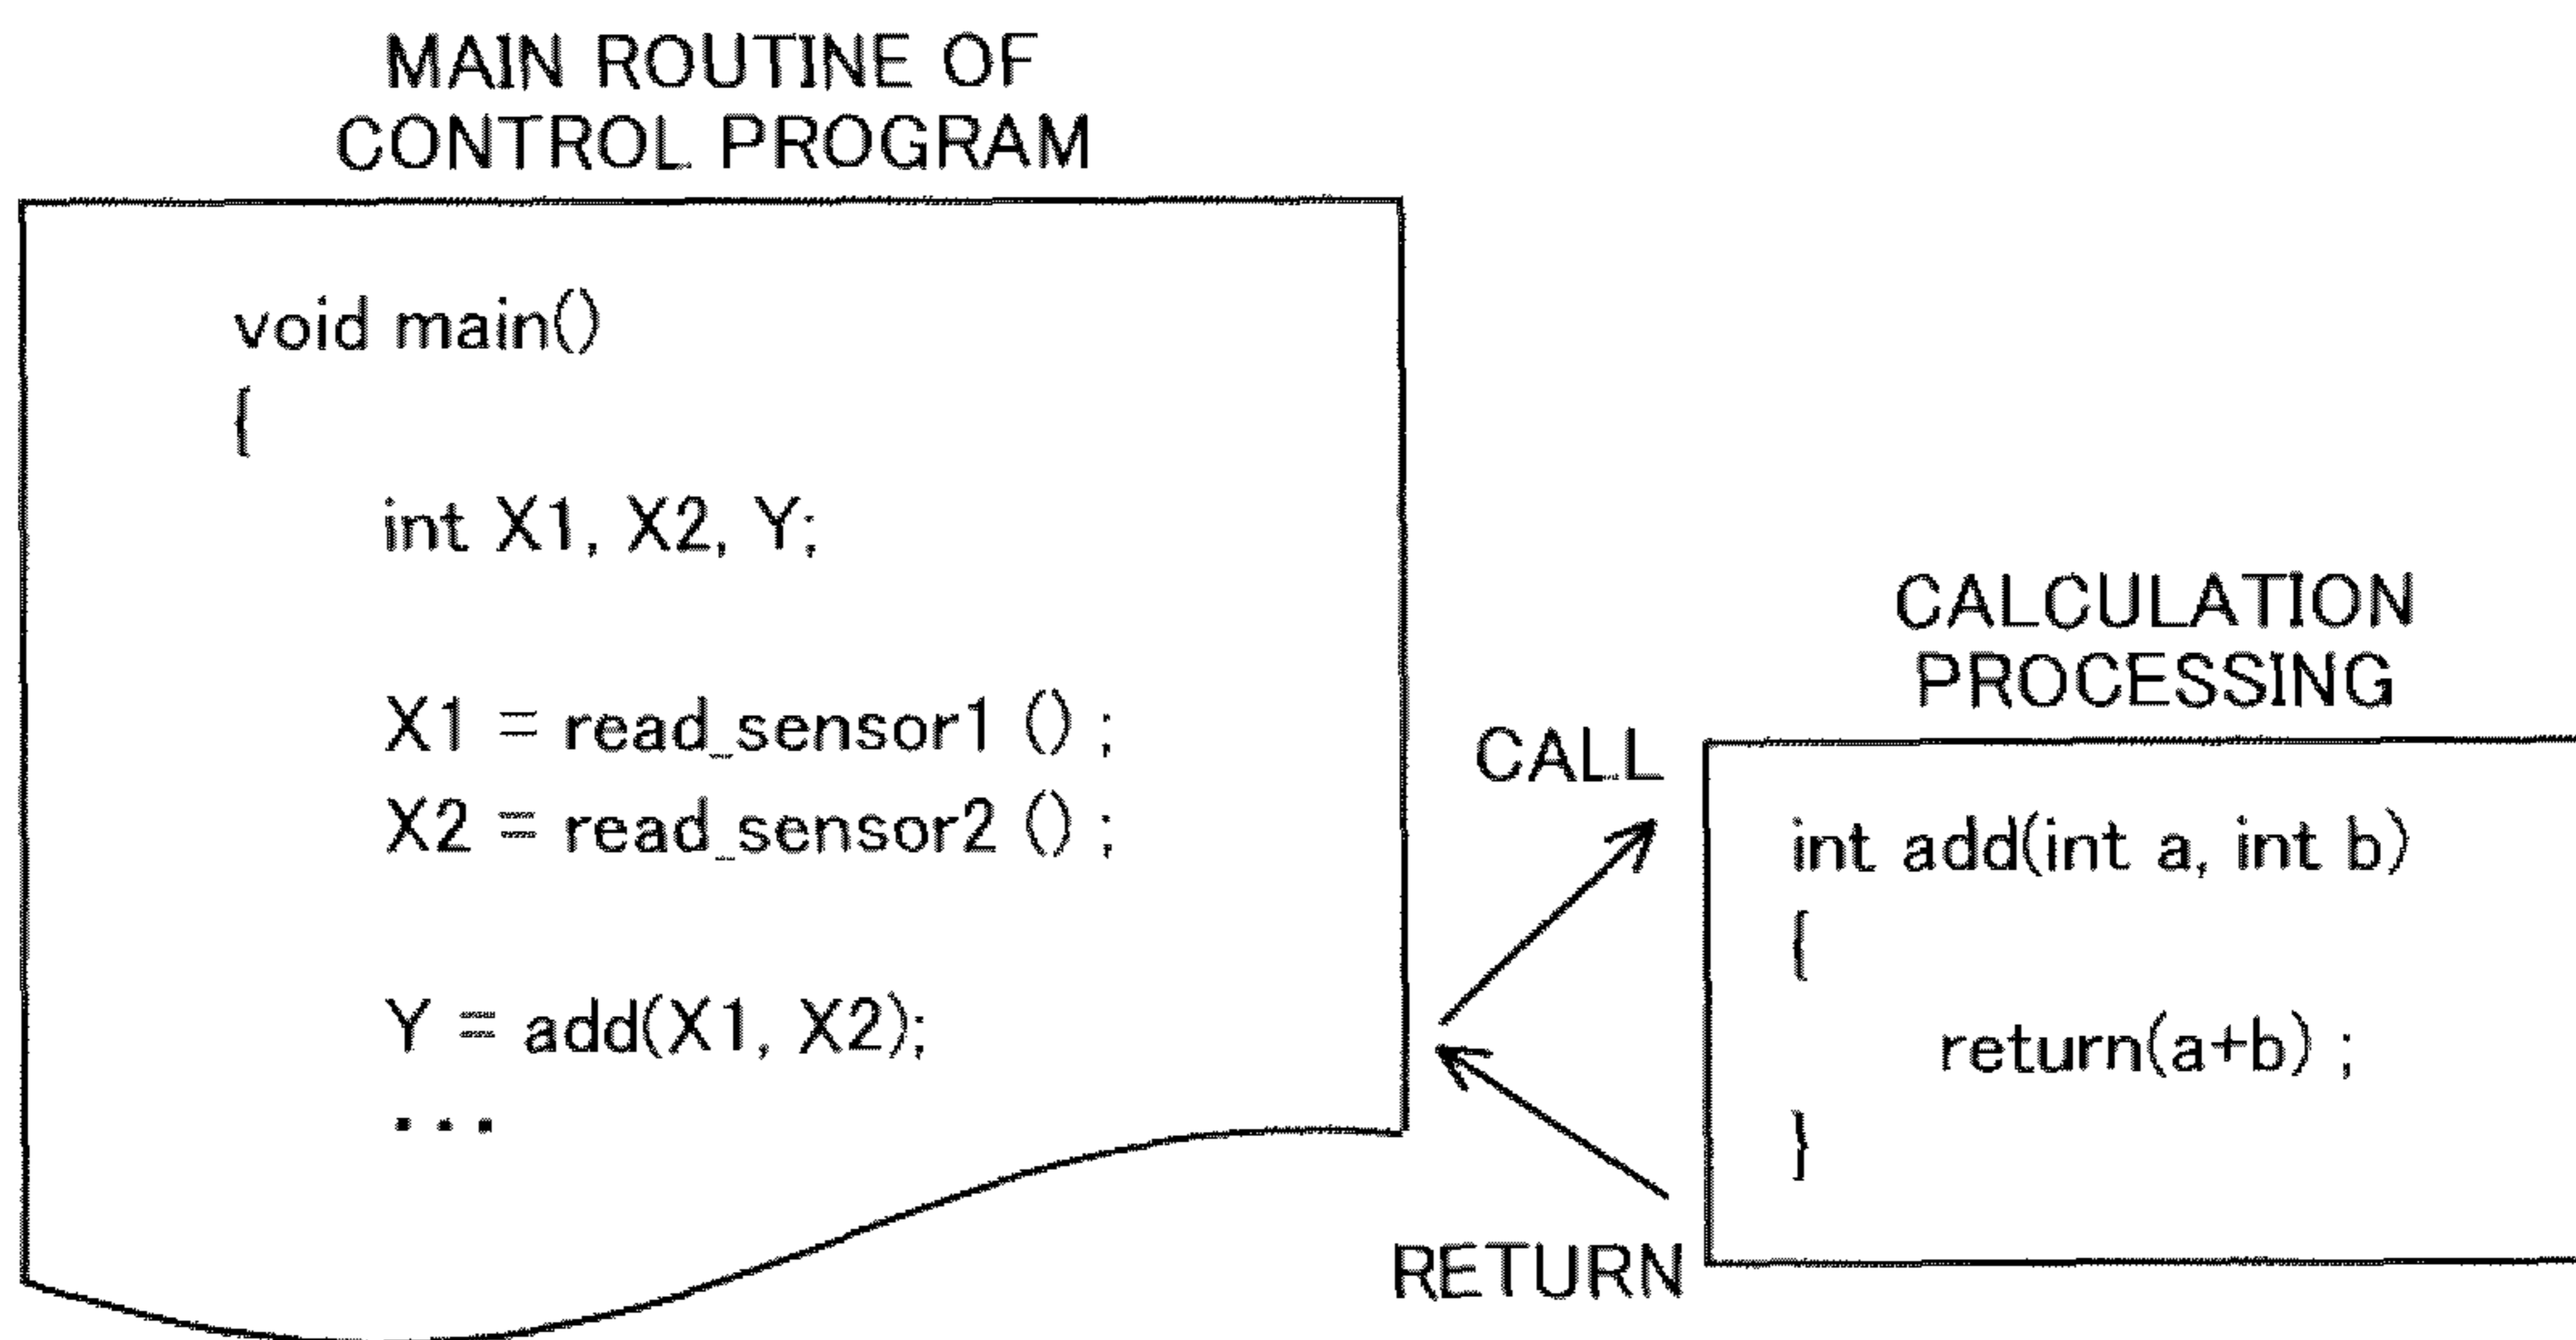 MAIN ROUTINE OF
CONTROL PROGRAM
void main()
{
int X1, X2, Y;
X1 = read_sensor1 () ;
X2 = read_sensor2 () ;
Y = add(X1, X2);
...
CALL
RETURN
CALCULATION
PROCESSING
int add(int a, int b)
{
return(a+b) ;
}